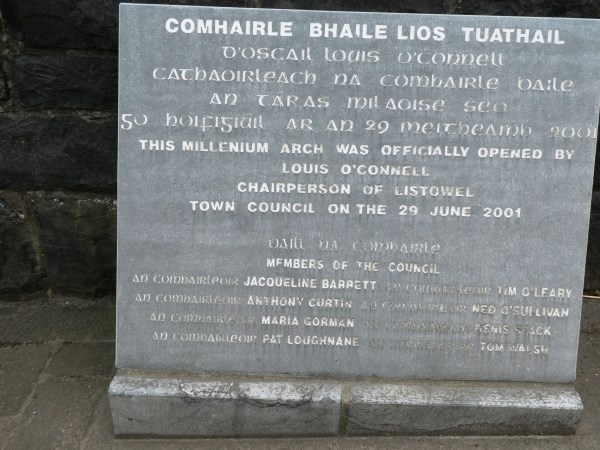 COMHAIRLE BHAILE LIOS TUATHAIL
D'OSCAIL LOUIS O'CONNELL
CATHAOIRLEACH NA COMHAIRLE BAILE
AN TÁRAS MILAOISE SEO
GO HOIFIGIÚIL AR AN 29 MEITHEAMH 2001
THIS MILLENIUM ARCH WAS OFFICIALLY OPENED BY
LOUIS O'CONNELL
CHAIRPERSON OF LISTOWEL
TOWN COUNCIL ON THE 29 JUNE 2001
BAILL NA COMHAIRLE
MEMBERS OF THE COUNCIL
AN COMHAIRLEOIR JACQUELINE BARRETT AN COMHAIRLEOIR TIM O'LEARY
AN COMHAIRLEOIR ANTHONY CURTIN AN COMHAIRLEOIR NED O'SULLIVAN
AN COMHAIRLEOIR MARIA GORMAN AN COMHAIRLEOIR DENIS STACK
AN COMHAIRLEOIR PAT LOUGHNANE AN COMHAIRLEOIR TOM WALSH